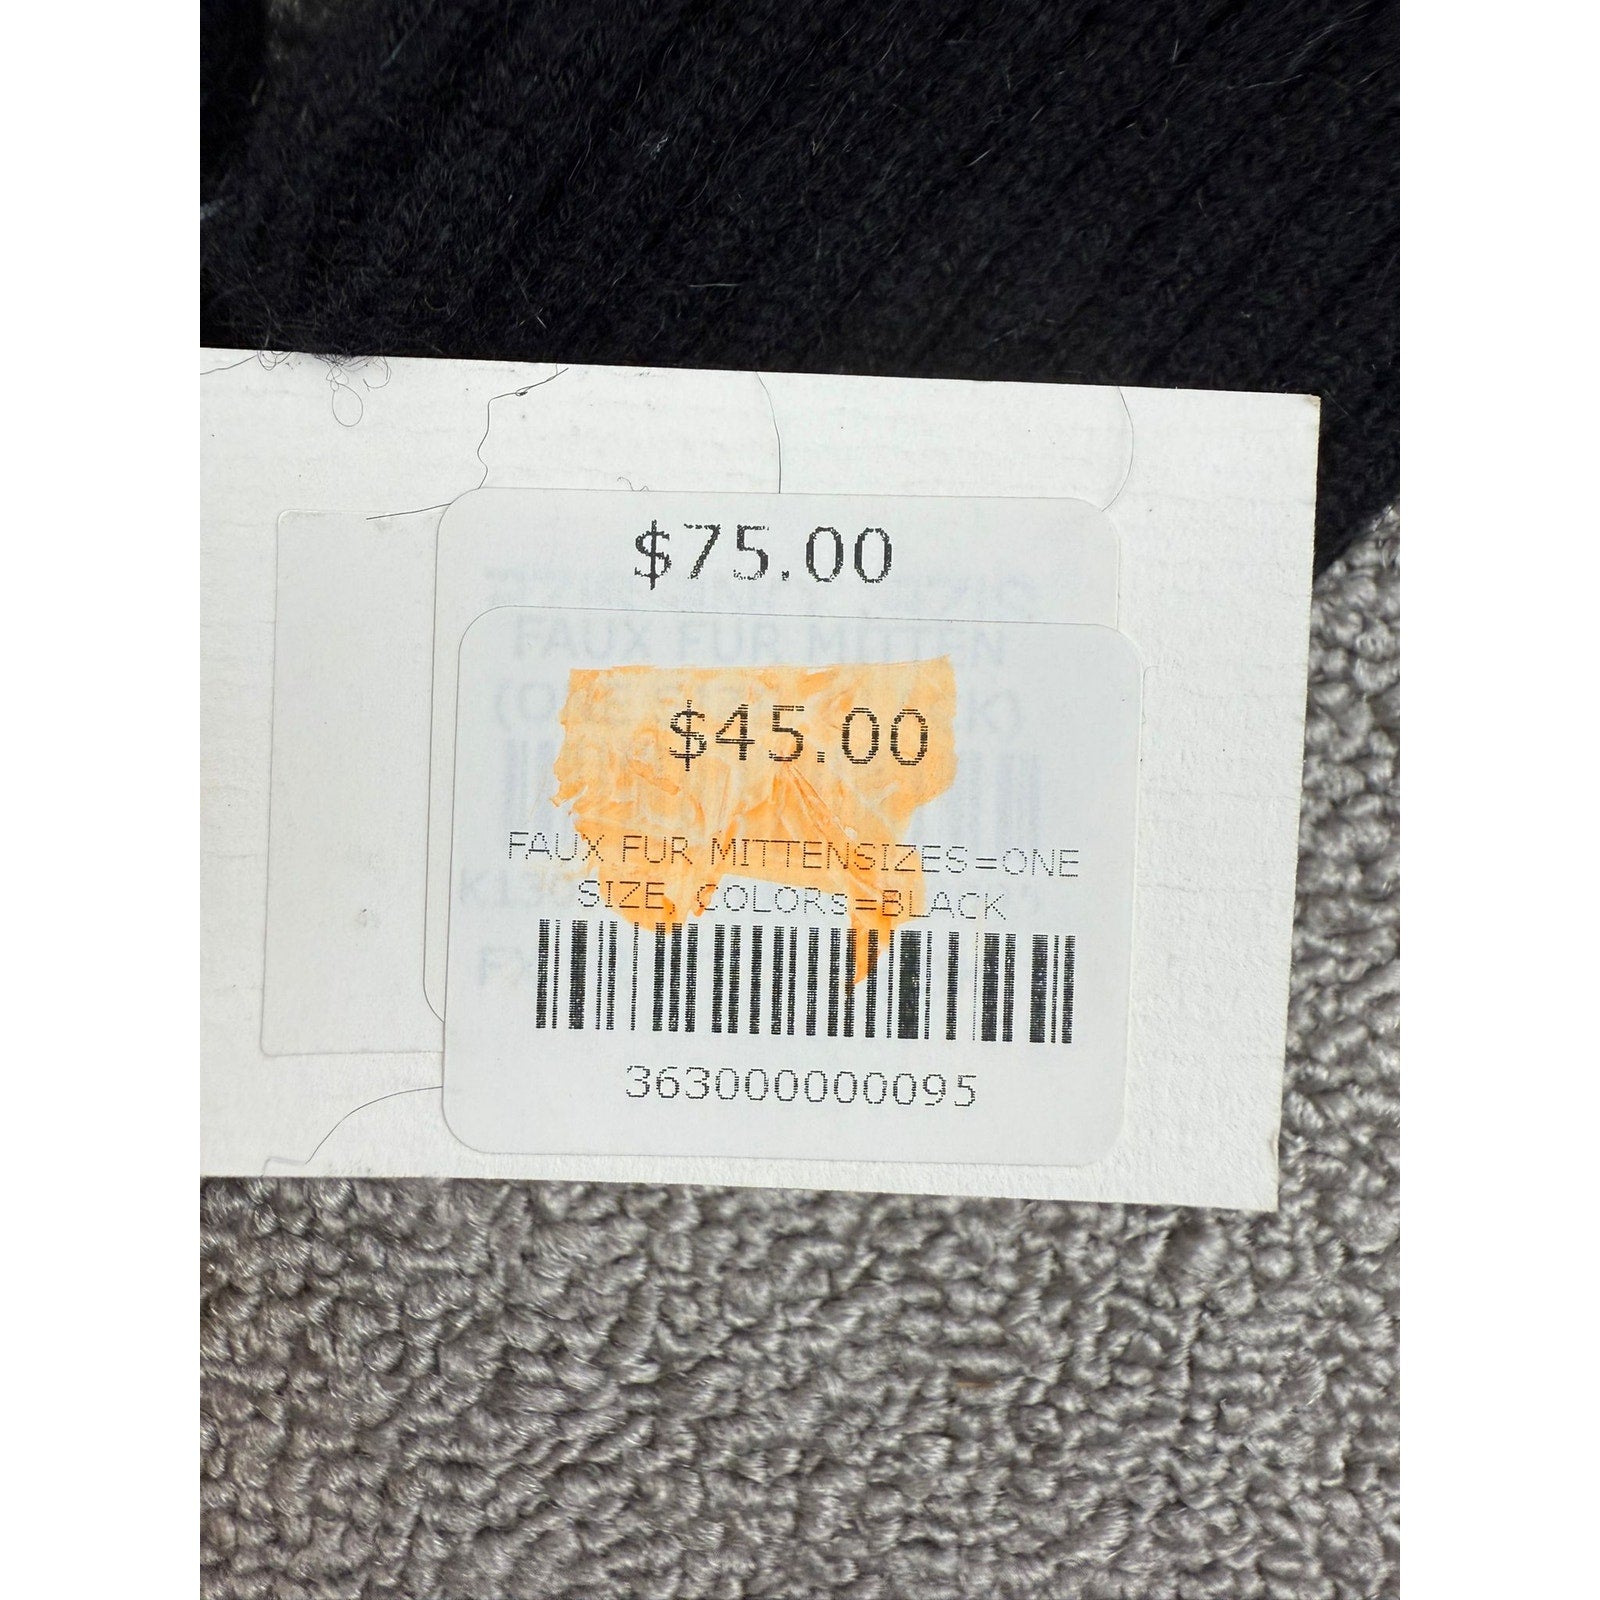 $75.00
FAUX FUR MITTEN
$45.00
FAUX FUR MITTENSIZES=ONE
SIZE, COLORS=BLACK
363000000095